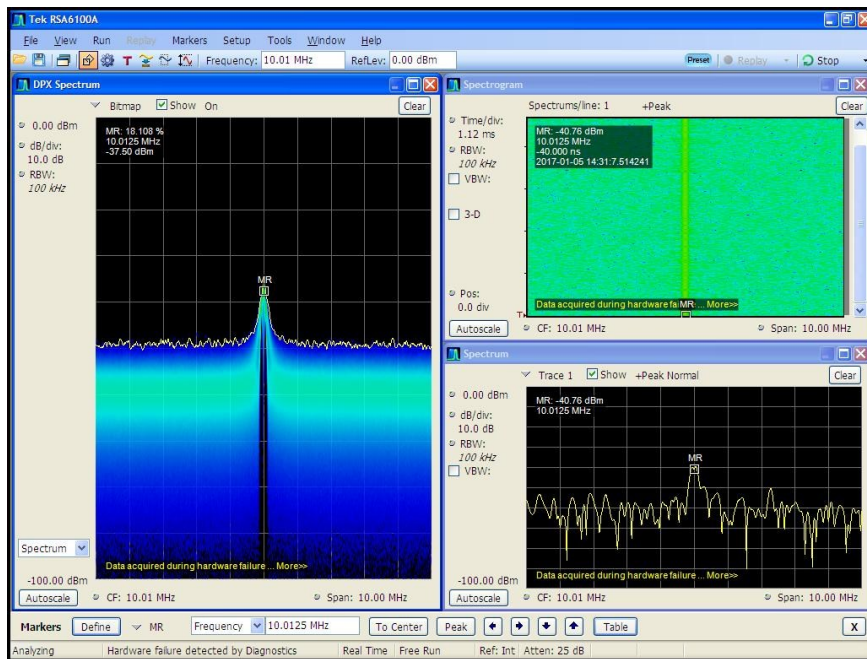 Tek RSA6100A
File View Run Replay Markers Setup Tools Window Help
Frequency: 10.01 MHz RefLev: 0.00 dBm Preset Replay Stop
DPX Spectrum
Bitmap Show On Clear
0.00 dBm
dB/div:
10.0 dB
RBW:
100 kHz
MR: 18.108 %
10.0125 MHz
-37.50 dBm
MR
Spectrum
-100.00 dBm
Data acquired during hardware failure ... More>>
Autoscale CF: 10.01 MHz Span: 10.00 MHz
Spectrogram
Spectrums/line: 1 +Peak Clear
Time/div:
1.12 ms
RBW:
100 kHz
VBW:
3-D
Pos:
0.0 div
MR: -40.76 dBm
10.0125 MHz
-40.000 ns
2017-01-05 14:31:7.514241
Data acquired during hardware fai MR: ... More>>
Autoscale CF: 10.01 MHz Span: 10.00 MHz
Spectrum
Trace 1 Show +Peak Normal Clear
0.00 dBm
dB/div:
10.0 dB
RBW:
100 kHz
VBW:
MR: -40.76 dBm
10.0125 MHz
MR
-100.00 dBm
Data acquired during hardware failure ... More>>
Autoscale CF: 10.01 MHz Span: 10.00 MHz
Markers Define MR Frequency 10.0125 MHz To Center Peak Table X
Analyzing Hardware failure detected by Diagnostics Real Time Free Run Ref: Int Atten: 25 dB